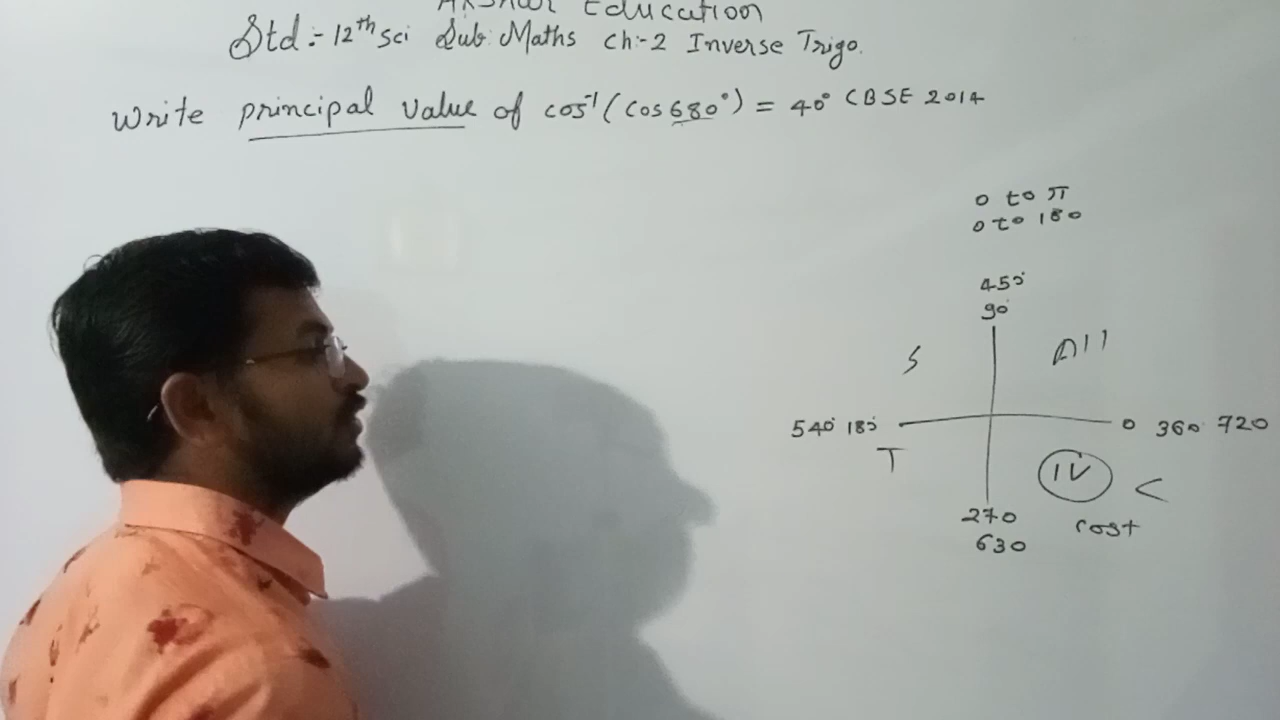 Education
Std :- 12th sci Sub: Maths Ch:-2 Inverse Trigo.
Write principal value of cos⁻¹(cos 680°) = 40° CBSE 2014
0 to π
0 to 180
450°
90°
S All
540° 180° 0 360 720
T IV C
270 cos +
630